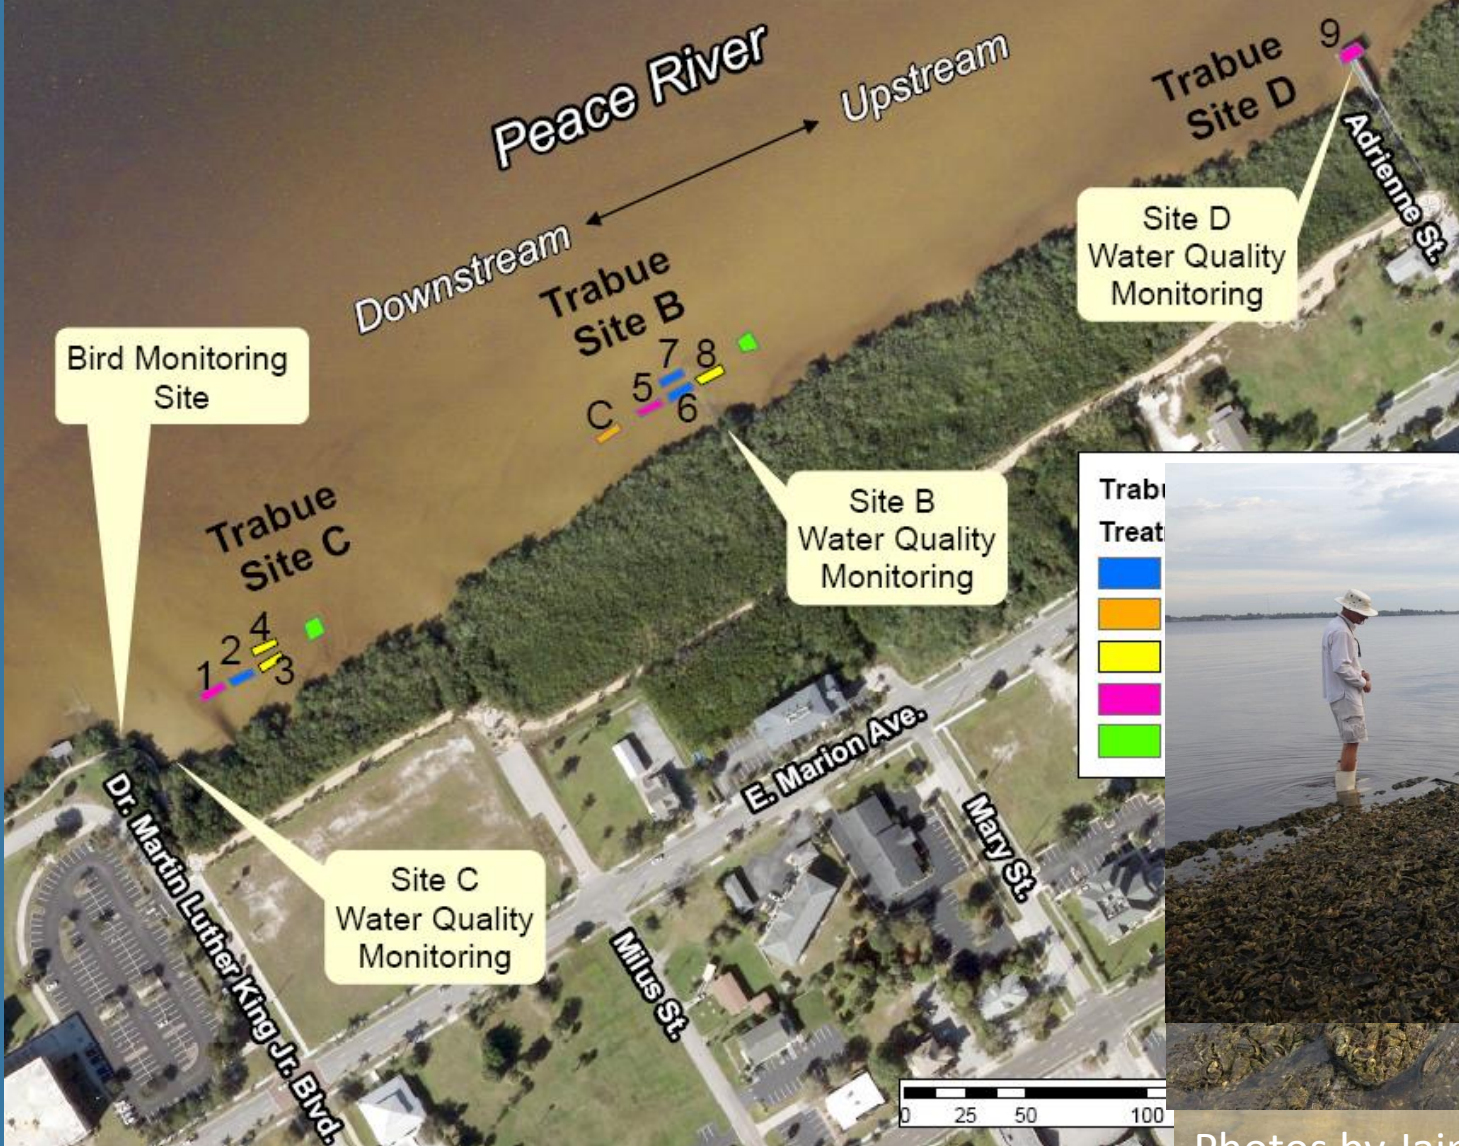 Peace River
Upstream
Downstream
9
Trabue
Site D
Adrienne St.
Site D
Water Quality
Monitoring
Trabue
Site B
7
8
5
6
C
Bird Monitoring
Site
Site B
Water Quality
Monitoring
Trabue
Site C
4
2
1
3
E. Marion Ave.
Mary St.
Dr. Martin Luther King Jr. Blvd.
Site C
Water Quality
Monitoring
Milus St.
0 25 50 100
Photos by